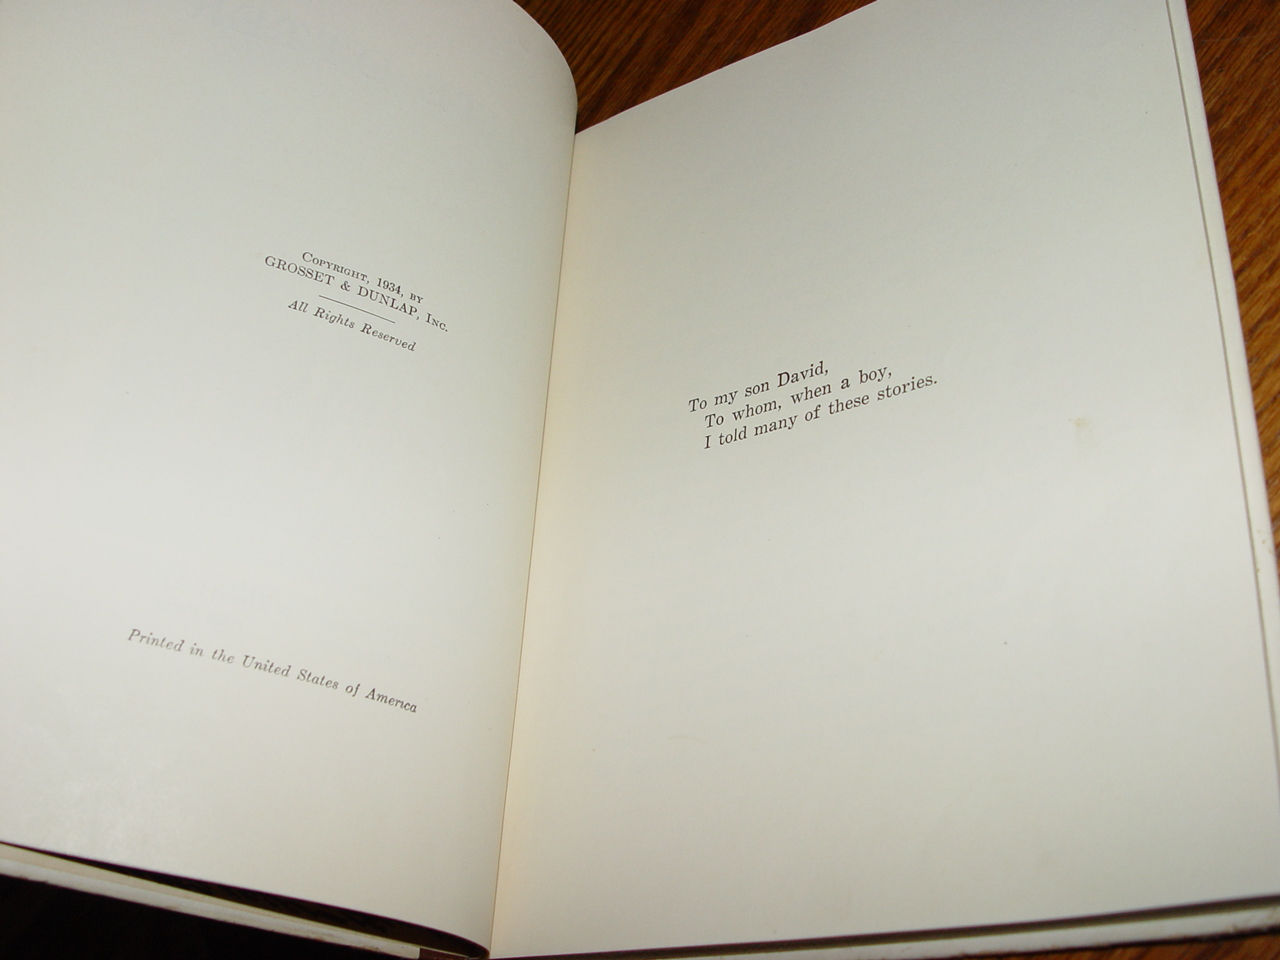 Copyright, 1934, by
GROSSET & DUNLAP, Inc.
All Rights Reserved
Printed in the United States of America
To my son David,
To whom, when a boy,
I told many of these stories.